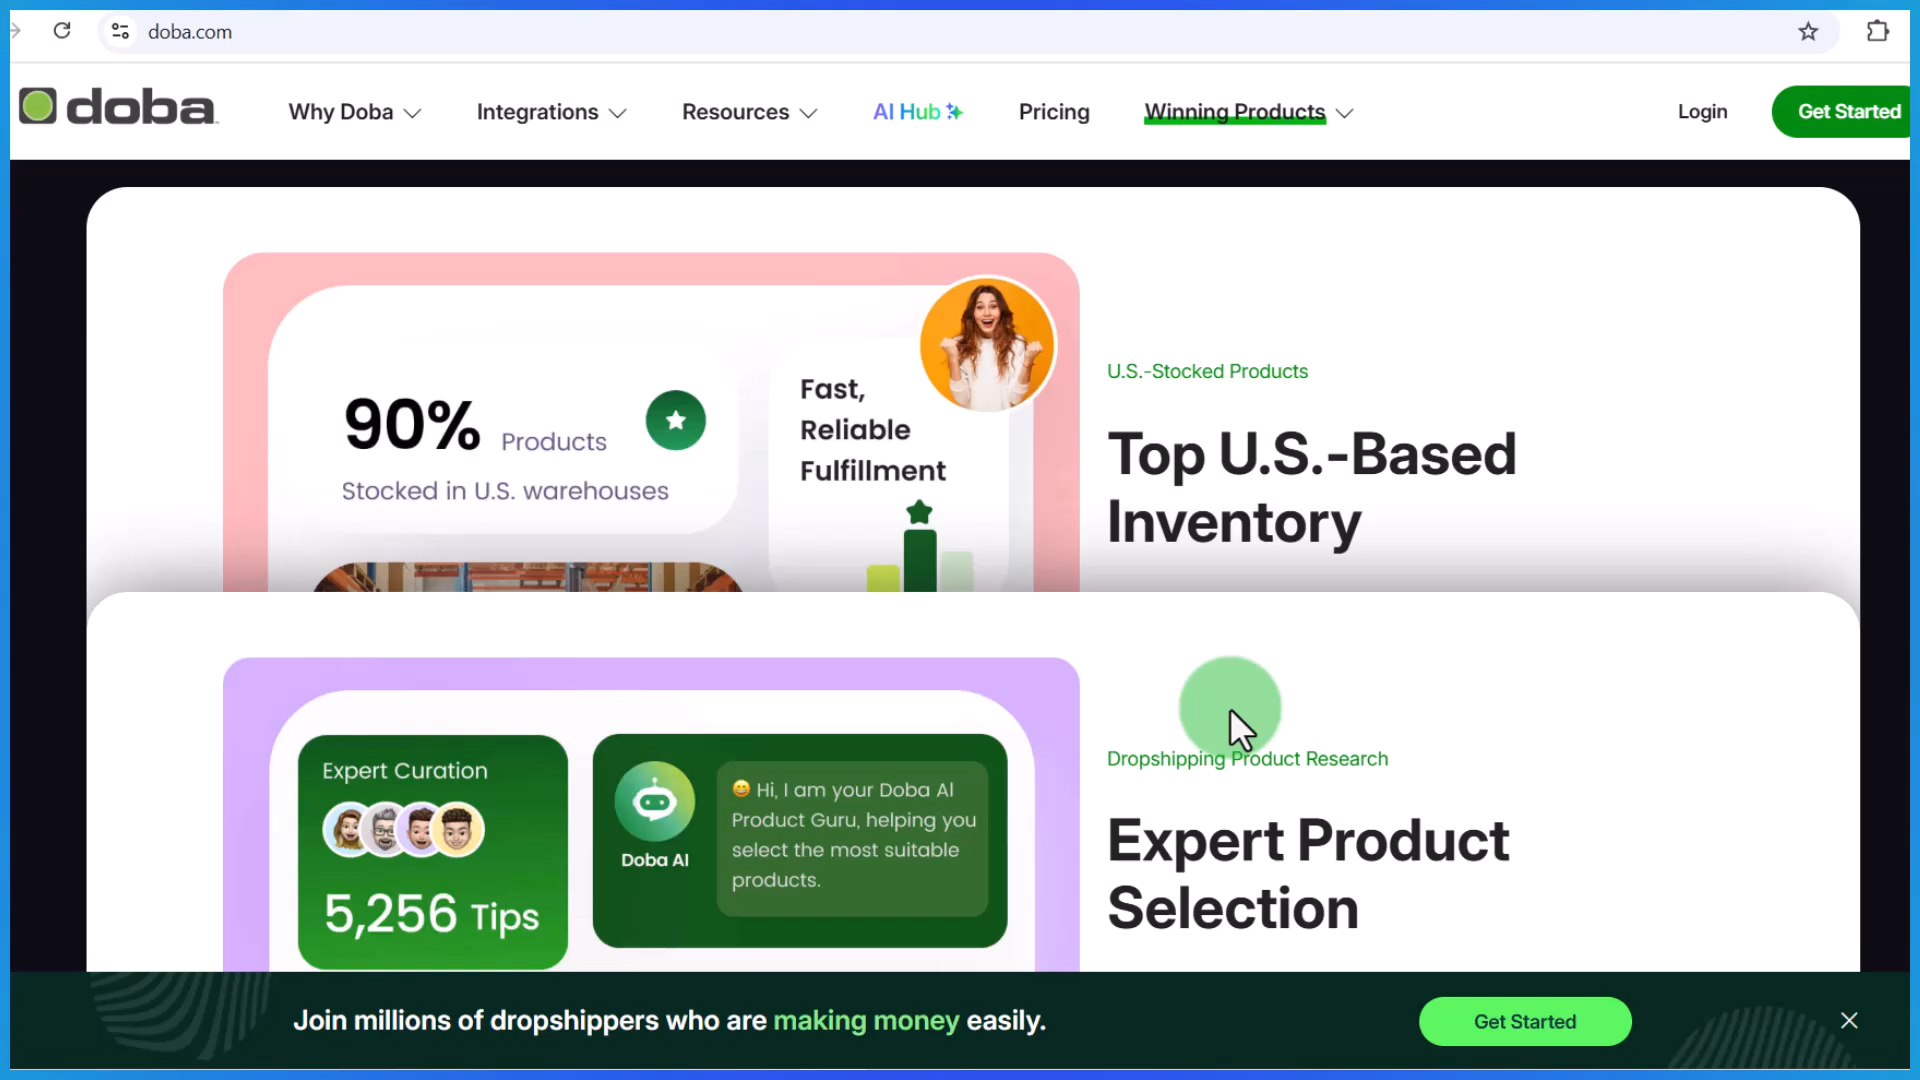 doba.com
doba
Why Doba
Integrations
Resources
AI Hub
Pricing
Winning Products
Login
Get Started
90% Products
Stocked in U.S. warehouses
Fast,
Reliable
Fulfillment
U.S.-Stocked Products
Top U.S.-Based
Inventory
Expert Curation
5,256 Tips
Doba AI
😀 Hi, I am your Doba AI
Product Guru, helping you
select the most suitable
products.
Dropshipping Product Research
Expert Product
Selection
Join millions of dropshippers who are making money easily.
Get Started